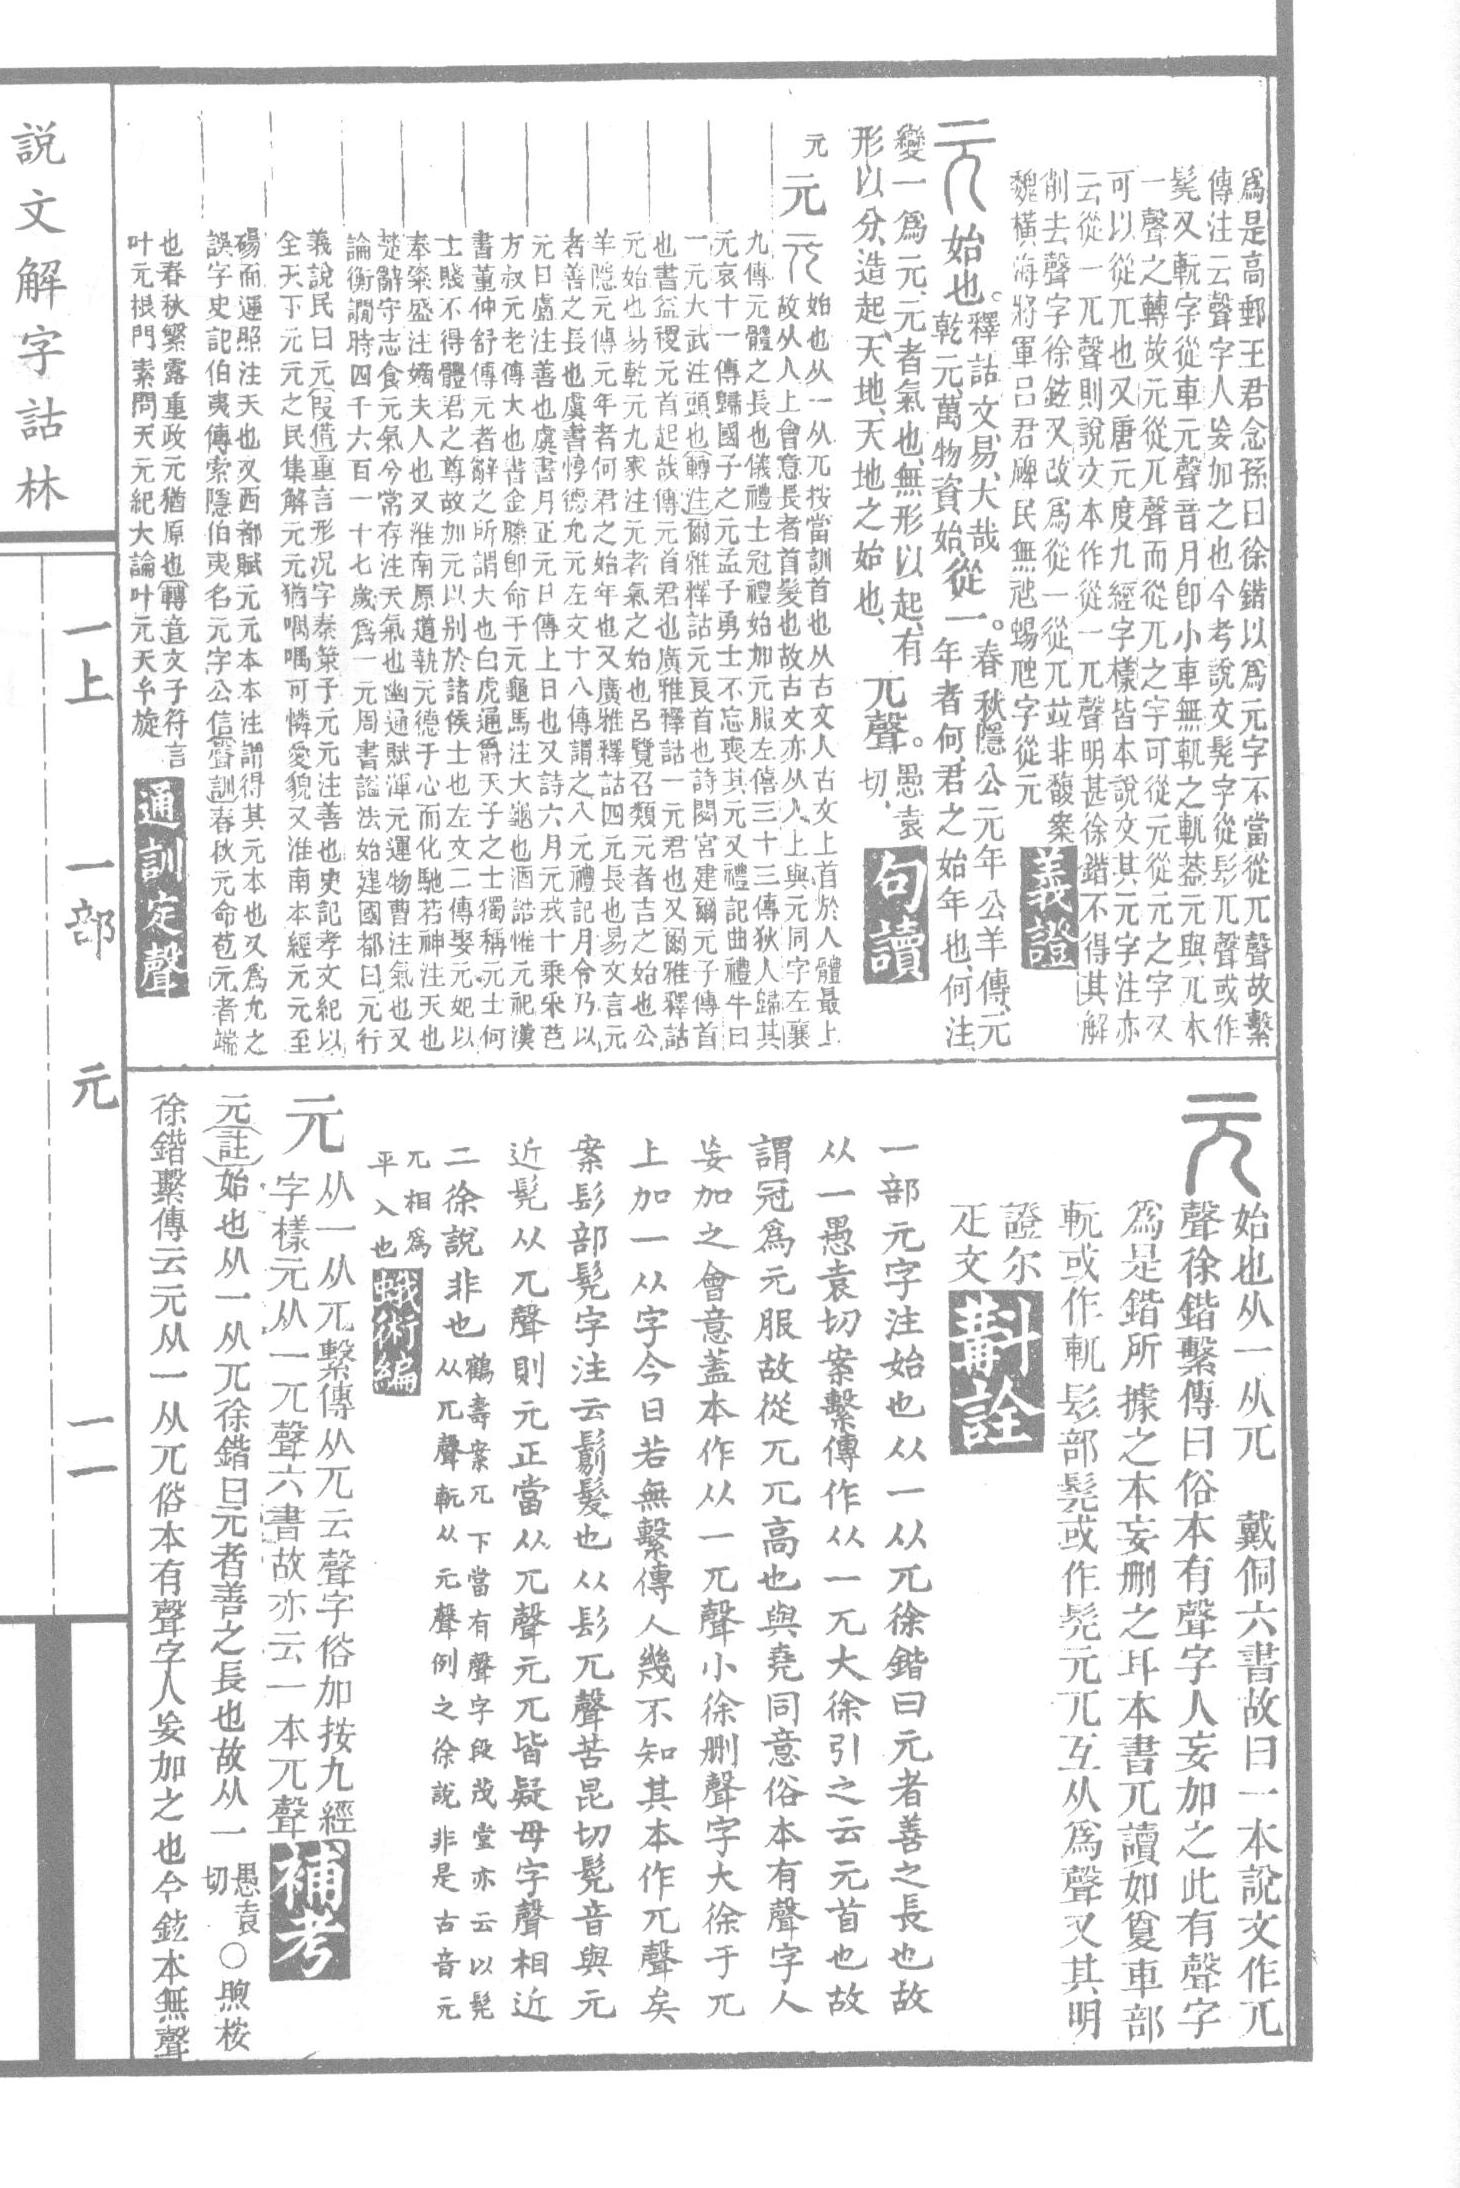 爲是高郵王君念孫曰徐鍇以爲元字不當從兀聲故繫
傳注云聲字人妄加之也今考說文髡字從髟兀聲或作
髨又軏字從車元聲音月卽小車無軏之軏葢元與兀本
一聲之轉故元從兀聲而從兀之字可從元從元之字又
可以從兀也又唐元度九經字樣皆本說文其元字注亦
云從一兀聲則說文本作從一兀聲明甚徐鍇不得其解
削去聲字徐鉉又改爲從一從兀竝非馥案
魏橫海將軍呂君碑民無虺蜴虺字從元
義證
元 始也。釋詁文、易、大哉
乾元、萬物資始、從一。春秋隱公元年公羊傳、元
年者何、君之始年也、何注、
變一爲元、元者氣也、無形以起、有
形以分、造起、天地、天地之始也、
兀聲。愚袁
切、
句讀
元
元 元
始也从一从兀按當訓首也从古文人古文上首於人體最上
故从人上會意長者首髮也故古文亦从人上與元同字左襄
九傳元體之長也儀禮士冠禮始加元服左僖三十三傳狄人歸其
元哀十一傳歸國子之元孟子勇士不忘喪其元又禮記曲禮牛曰
一元大武注頭也轉注爾雅釋詁元良首也詩閟宮建爾元子傳首
也書益稷元首起哉傳元首君也廣雅釋詁一元君也又爾雅釋詁
元始也易乾元九家注元者氣之始也呂覽召類元者吉之始也公
羊隱元傳元年者何君之始年也又廣雅釋詁四元長也易文言元
者善之長也虞書惇德允元左文十八傳謂之八元禮記月令乃以
元日盧注善也虞書月正元日傳上日也又詩六月元戎十乘采芑
方叔元老傳大也書金縢卽命于元龜馬注大龜也酒誥惟元祀漢
書董仲舒傳元者辭之所謂大也白虎通爵天子之士獨稱元士何
士賤不得體君之尊故加元以别於諸侯士也左文二傳娶元妃以
奉粢盛注嫡夫人也又淮南原道執元德于心而化馳若神注天也
楚辭守志食元氣兮常存注天氣也幽通賦渾元運物曹注氣也又
論衡讇時四千六百一十七歲爲一元周書謚法始建國都曰元行
義說民曰元叚借重言形況字秦策子元元注善也史記孝文紀以
全天下元元之民集解元元猶喁喁可憐愛貌又淮南本經元元至
碭而運照注天也又西都賦元元本本注謂得其元本也又爲允之
誤字史記伯夷傳索隱伯夷名元字公信聲訓春秋元命苞元者端
也春秋繁露重政元猶原也轉音文子符言
叶元根門素問天元紀大論叶元天幺旋
通訓定聲
元 始也从一从兀 戴侗六書故曰一本說文作兀
聲徐鍇繫傳曰俗本有聲字人妄加之此有聲字
爲是鍇所據之本妄删之耳本書兀讀如敻車部
軏或作軏髟部髡或作髨元兀互从爲聲又其明
證尔
疋文
斠詮
一部元字注始也从一从兀徐鍇曰元者善之長也故
从一愚袁切案繫傳作从一兀大徐引之云元首也故
謂冠爲元服故從兀兀高也與堯同意俗本有聲字人
妄加之會意蓋本作从一兀聲小徐删聲字大徐于兀
上加一从字今日若無繫傳人幾不知其本作兀聲矣
案髟部髡字注云鬀髮也从髟兀聲苦昆切髡音與元
近髡从兀聲則元正當从兀聲元兀皆疑母字聲相近
二徐說非也鶴壽案兀下當有聲字段茂堂亦云以髡
从兀聲軏从元聲例之徐說非是古音元
兀相爲
平入也
蛾術編
元 从一从兀繫傳从兀云聲字俗加按九經
字樣元从一兀聲六書故亦云一本兀聲
補考
元註始也从一从兀徐鍇曰元者善之長也故从一愚袁
切○煦桉
徐鍇繫傳云元从一从兀俗本有聲字人妄加之也今鉉本無聲
說文解字詁林
一上 一部 元 一一